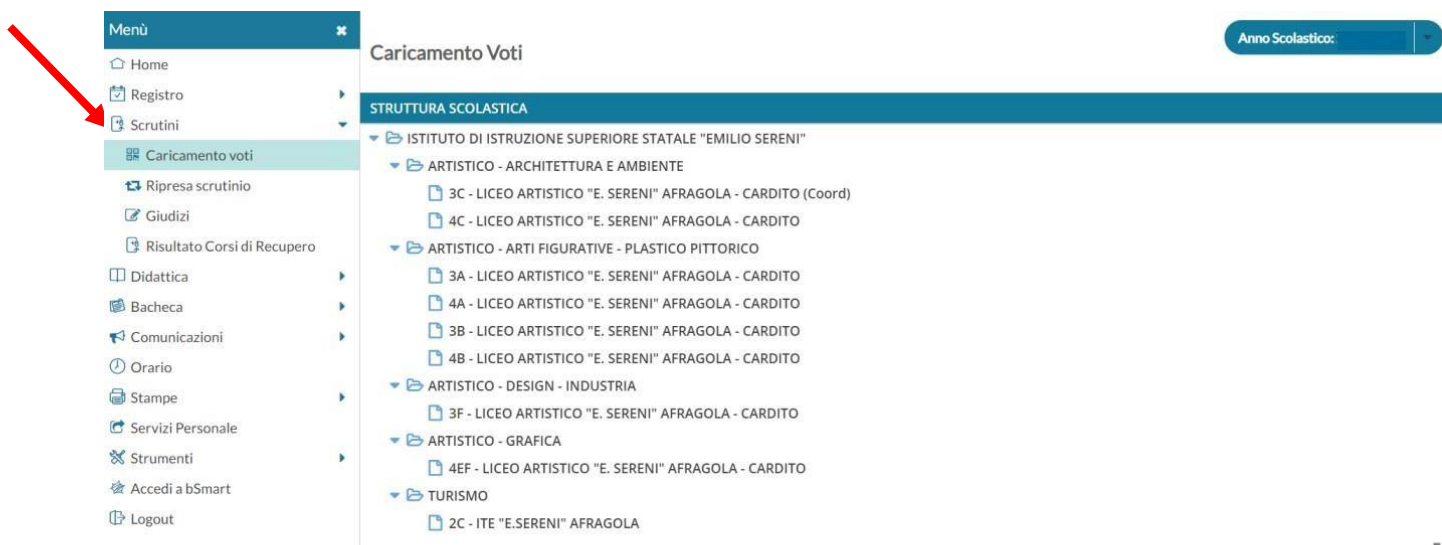 Menù
Home
Registro
Scrutini
Caricamento voti
Ripresa scrutinio
Giudizi
Risultato Corsi di Recupero
Didattica
Bacheca
Comunicazioni
Orario
Stampe
Servizi Personale
Strumenti
Accedi a bSmart
Logout
Caricamento Voti
Anno Scolastico:
STRUTTURA SCOLASTICA
ISTITUTO DI ISTRUZIONE SUPERIORE STATALE "EMILIO SERENI"
ARTISTICO - ARCHITETTURA E AMBIENTE
3C - LICEO ARTISTICO "E. SERENI" AFRAGOLA - CARDITO (Coord)
4C - LICEO ARTISTICO "E. SERENI" AFRAGOLA - CARDITO
ARTISTICO - ARTI FIGURATIVE - PLASTICO PITTORICO
3A - LICEO ARTISTICO "E. SERENI" AFRAGOLA - CARDITO
4A - LICEO ARTISTICO "E. SERENI" AFRAGOLA - CARDITO
3B - LICEO ARTISTICO "E. SERENI" AFRAGOLA - CARDITO
4B - LICEO ARTISTICO "E. SERENI" AFRAGOLA - CARDITO
ARTISTICO - DESIGN - INDUSTRIA
3F - LICEO ARTISTICO "E. SERENI" AFRAGOLA - CARDITO
ARTISTICO - GRAFICA
4EF - LICEO ARTISTICO "E. SERENI" AFRAGOLA - CARDITO
TURISMO
2C - ITE "E.SERENI" AFRAGOLA